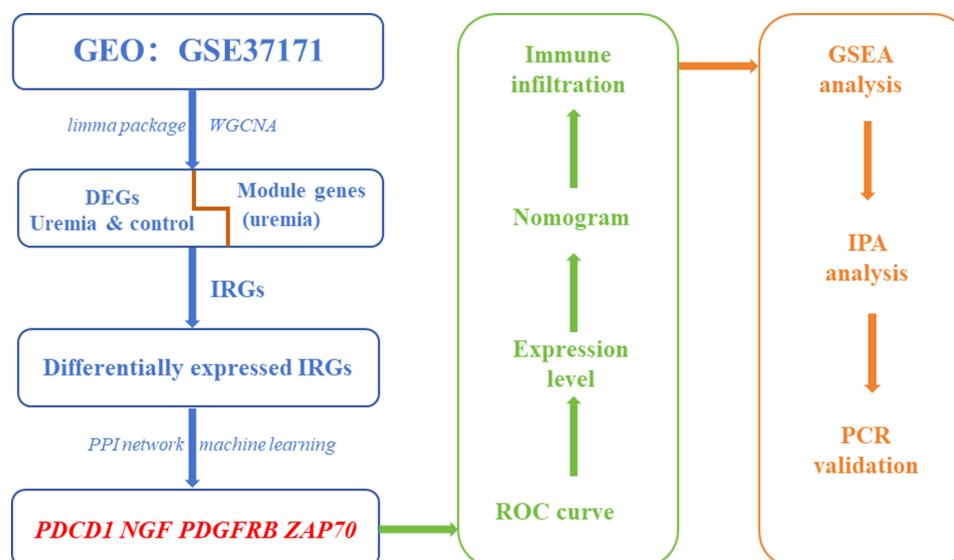 GEO：GSE37171
limma package WGCNA
DEGs
Uremia & control
Module genes
(uremia)
IRGs
Differentially expressed IRGs
PPI network machine learning
PDCD1 NGF PDGFRB ZAP70
Immune
infiltration
Nomogram
Expression
level
ROC curve
GSEA
analysis
IPA
analysis
PCR
validation